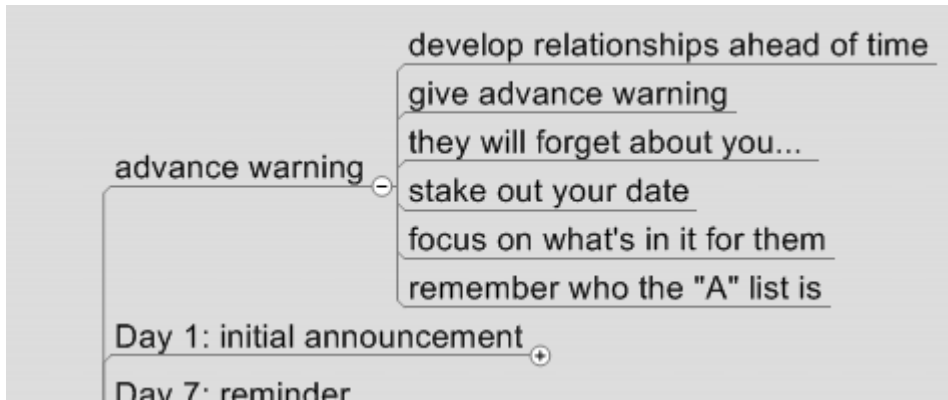 develop relationships ahead of time
give advance warning
they will forget about you...
advance warning
stake out your date
focus on what's in it for them
remember who the "A" list is
Day 1: initial announcement
Day 7: reminder